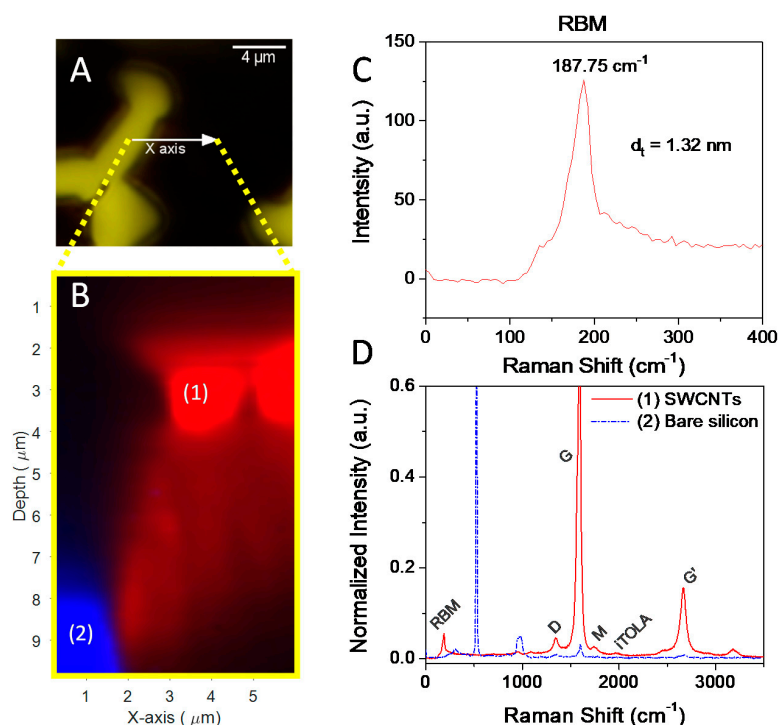 A
4 µm
X axis
B
(1)
(2)
1
2
3
4
5
6
7
8
9
Depth ( µm)
1 2 3 4 5
X-axis ( µm)
RBM
C
187.75 cm⁻¹
dₜ = 1.32 nm
150
100
50
0
Intentsity (a.u.)
0 100 200 300 400
Raman Shift (cm⁻¹)
D
(1) SWCNTs
(2) Bare silicon
0.6
0.4
0.2
0.0
Normalized Intensity (a.u.)
RBM
D
G
M
iTOLA
G'
0 1000 2000 3000
Raman Shift (cm⁻¹)